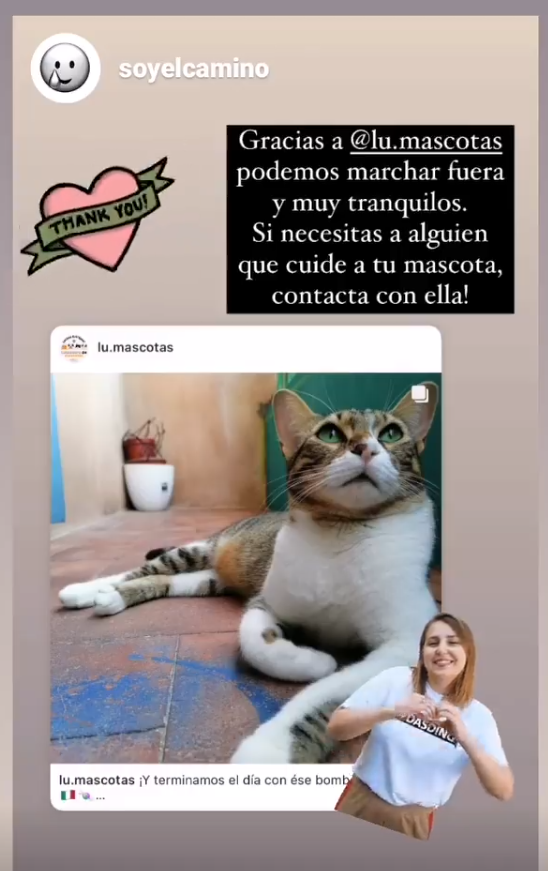 soyelcamino
THANK YOU!
Gracias a @lu.mascotas
podemos marchar fuera
y muy tranquilos.
Si necesitas a alguien
que cuide a tu mascota,
contacta con ella!
lu.mascotas
lu.mascotas ¡Y terminamos el día con ése bomb
...
DASDING